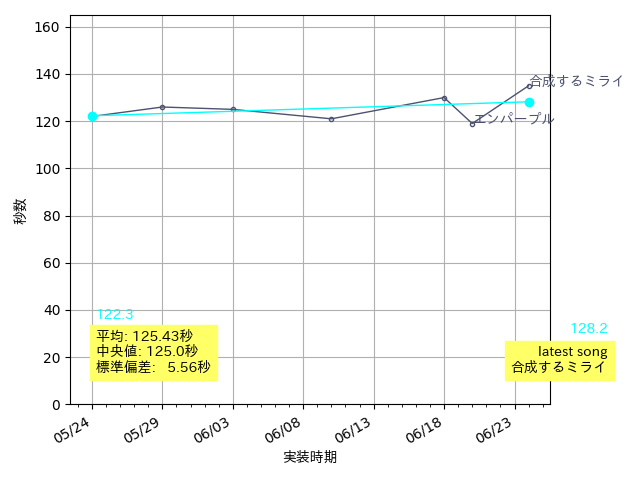 160
140
120
100
80
60
40
20
0
秒数
合成するミライ
エンパープル
122.3
平均: 125.43秒
中央値: 125.0秒
標準偏差:   5.56秒
128.2
latest song
合成するミライ
05/24
05/29
06/03
06/08
06/13
06/18
06/23
実装時期